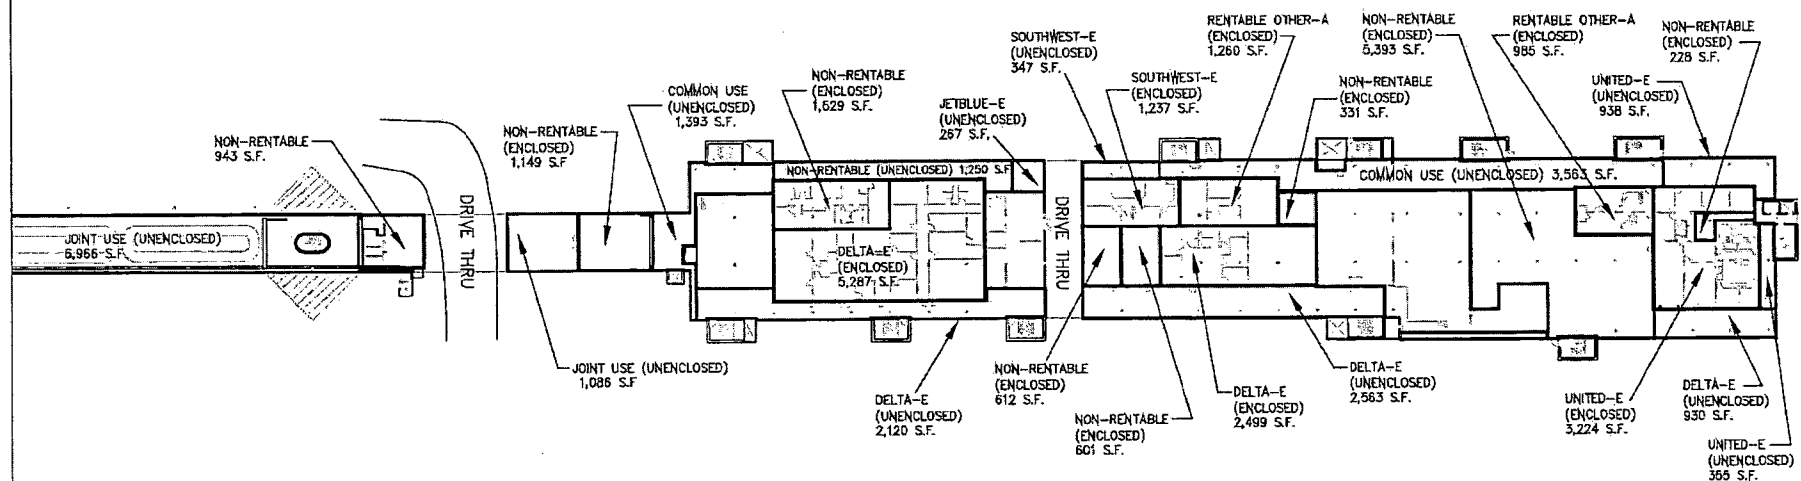 NON-RENTABLE
943 S.F.
JOINT USE (UNENCLOSED)
6,966 S.F.
DRIVE THRU
NON-RENTABLE
(ENCLOSED)
1,149 S.F
JOINT USE (UNENCLOSED)
1,086 S.F
COMMON USE
(UNENCLOSED)
1,393 S.F.
NON-RENTABLE
(ENCLOSED)
1,629 S.F.
NON-RENTABLE (UNENCLOSED) 1,250 S.F
DELTA-E
(ENCLOSED)
5,287 S.F.
DELTA-E
(UNENCLOSED)
2,120 S.F.
JETBLUE-E
(UNENCLOSED)
267 S.F.
DRIVE THRU
SOUTHWEST-E
(UNENCLOSED)
347 S.F.
SOUTHWEST-E
(ENCLOSED)
1,237 S.F.
RENTABLE OTHER-A
(ENCLOSED)
1,260 S.F.
NON-RENTABLE
(ENCLOSED)
331 S.F.
NON-RENTABLE
(ENCLOSED)
5,393 S.F.
RENTABLE OTHER-A
(ENCLOSED)
985 S.F.
NON-RENTABLE
(ENCLOSED)
228 S.F.
UNITED-E
(UNENCLOSED)
938 S.F.
COMMON USE (UNENCLOSED) 3,563 S.F.
NON-RENTABLE
(ENCLOSED)
612 S.F.
NON-RENTABLE
(ENCLOSED)
601 S.F.
DELTA-E
(ENCLOSED)
2,499 S.F.
DELTA-E
(UNENCLOSED)
2,563 S.F.
UNITED-E
(ENCLOSED)
3,224 S.F.
DELTA-E
(UNENCLOSED)
930 S.F.
UNITED-E
(UNENCLOSED)
355 S.F.